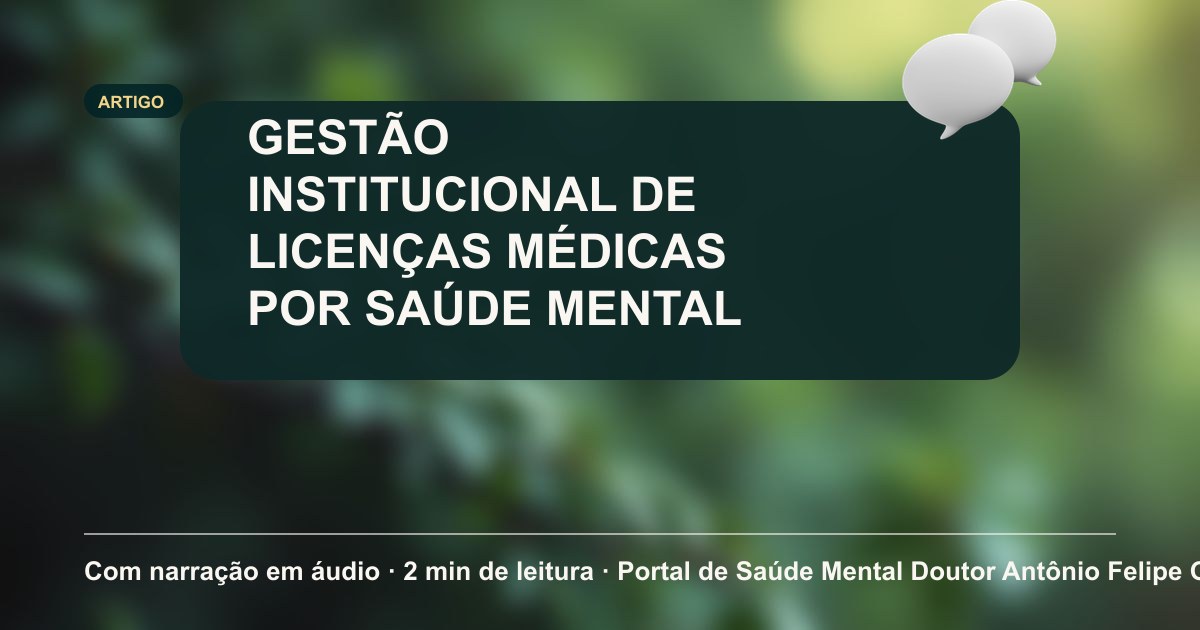 ARTIGO
GESTÃO
INSTITUCIONAL DE
LICENÇAS MÉDICAS
POR SAÚDE MENTAL
Com narração em áudio · 2 min de leitura · Portal de Saúde Mental Doutor Antônio Felipe